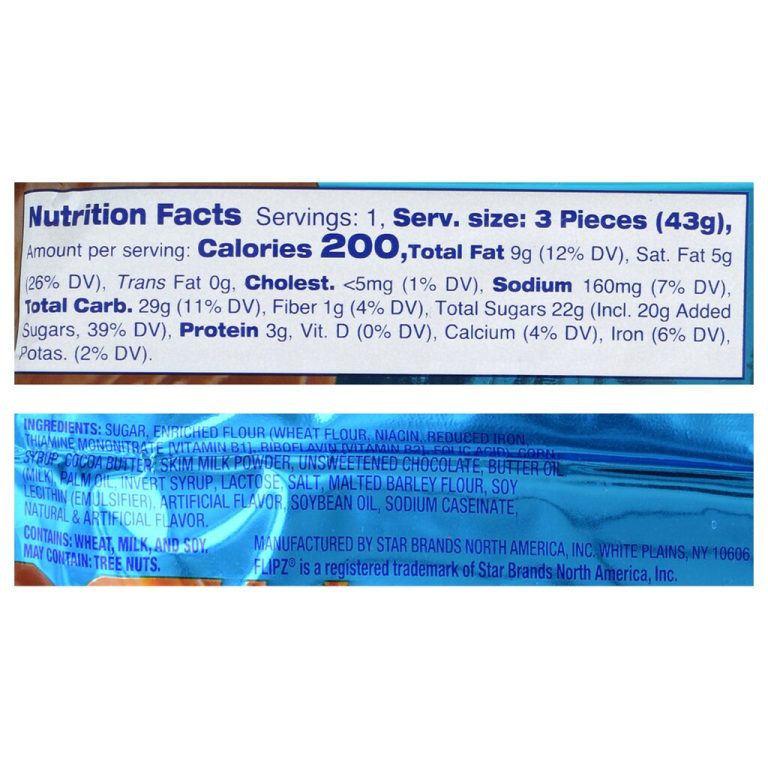 Nutrition Facts Servings: 1, Serv. size: 3 Pieces (43g),
Amount per serving: Calories 200, Total Fat 9g (12% DV), Sat. Fat 5g
(26% DV), Trans Fat 0g, Cholest. <5mg (1% DV), Sodium 160mg (7% DV),
Total Carb. 29g (11% DV), Fiber 1g (4% DV), Total Sugars 22g (Incl. 20g Added
Sugars, 39% DV), Protein 3g, Vit. D (0% DV), Calcium (4% DV), Iron (6% DV),
Potas. (2% DV).
INGREDIENTS: SUGAR, ENRICHED FLOUR (WHEAT FLOUR, NIACIN, REDUCED IRON,
THIAMINE MONONITRATE [VITAMIN B1], RIBOFLAVIN [VITAMIN B2], FOLIC ACID), CORN
SYRUP, COCOA BUTTER, SKIM MILK POWDER, UNSWEETENED CHOCOLATE, BUTTER OIL
(MILK), PALM OIL, INVERT SYRUP, LACTOSE, SALT, MALTED BARLEY FLOUR, SOY
LECITHIN (EMULSIFIER), ARTIFICIAL FLAVOR, SOYBEAN OIL, SODIUM CASEINATE,
NATURAL & ARTIFICIAL FLAVOR.
CONTAINS: WHEAT, MILK, AND SOY.
MAY CONTAIN: TREE NUTS.
MANUFACTURED BY STAR BRANDS NORTH AMERICA, INC. WHITE PLAINS, NY 10606
FLIPZ® is a registered trademark of Star Brands North America, Inc.